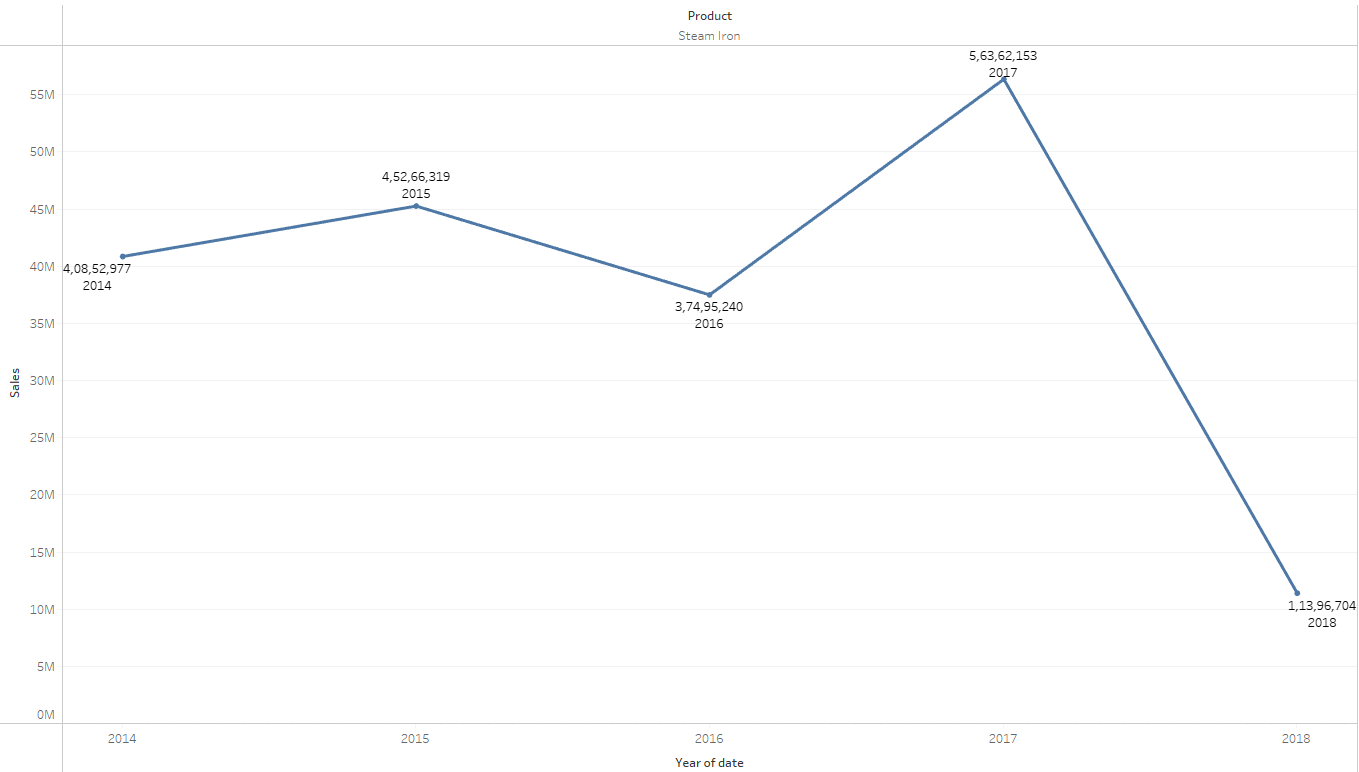 Product
Steam Iron
5,63,62,153
2017
55M
50M
4,52,66,319
2015
45M
40M
4,08,52,977
2014
3,74,95,240
2016
35M
Sales
30M
25M
20M
15M
10M
1,13,96,704
2018
5M
0M
2014 2015 2016 2017 2018
Year of date